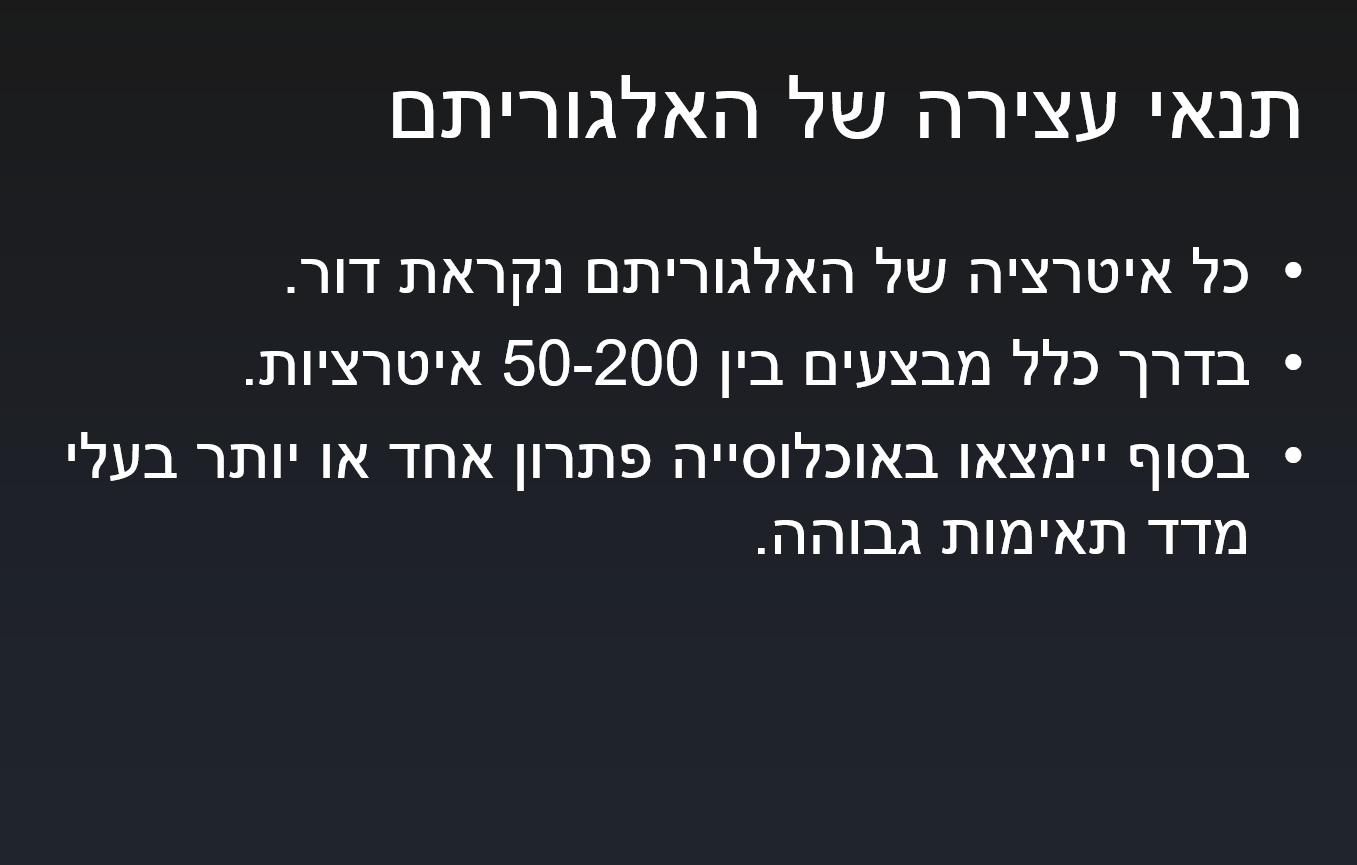 תנאי עצירה של האלגוריתם
• כל איטרציה של האלגוריתם נקראת דור.
• בדרך כלל מבצעים בין 50-200 איטרציות.
• בסוף יימצאו באוכלוסייה פתרון אחד או יותר בעלי
מדד תאימות גבוהה.